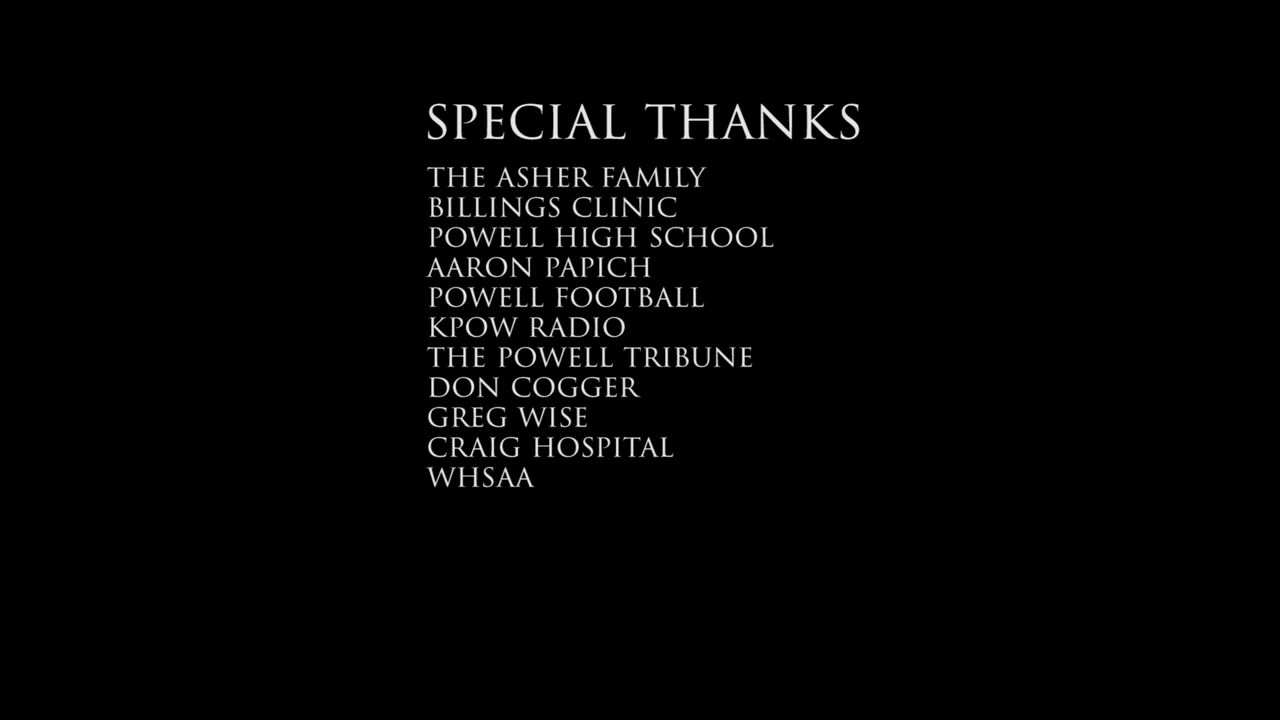 SPECIAL THANKS
THE ASHER FAMILY
BILLINGS CLINIC
POWELL HIGH SCHOOL
AARON PAPICH
POWELL FOOTBALL
KPOW RADIO
THE POWELL TRIBUNE
DON COGGER
GREG WISE
CRAIG HOSPITAL
WHSAA